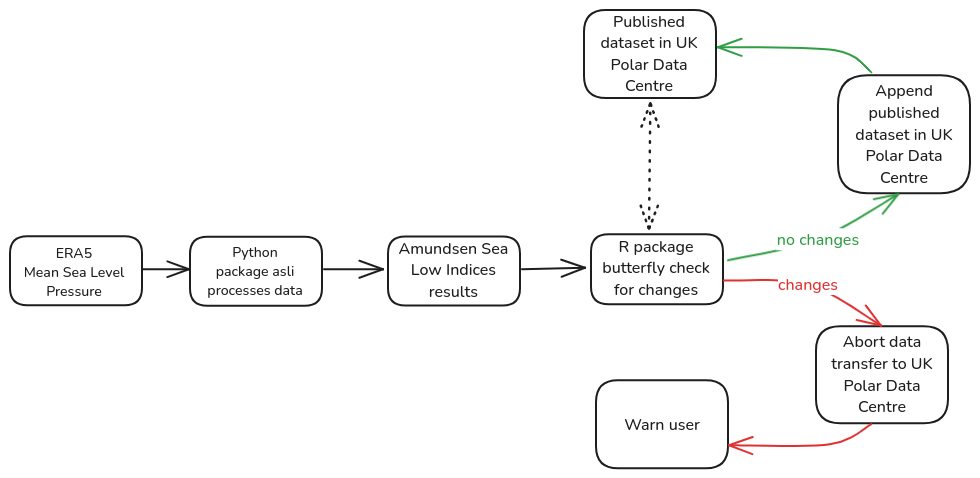 Published
dataset in UK
Polar Data
Centre
Append
published
dataset in UK
Polar Data
Centre
ERA5
Mean Sea Level
Pressure
Python
package asli
processes data
Amundsen Sea
Low Indices
results
R package
butterfly check
for changes
no changes
changes
Abort data
transfer to UK
Polar Data
Centre
Warn user